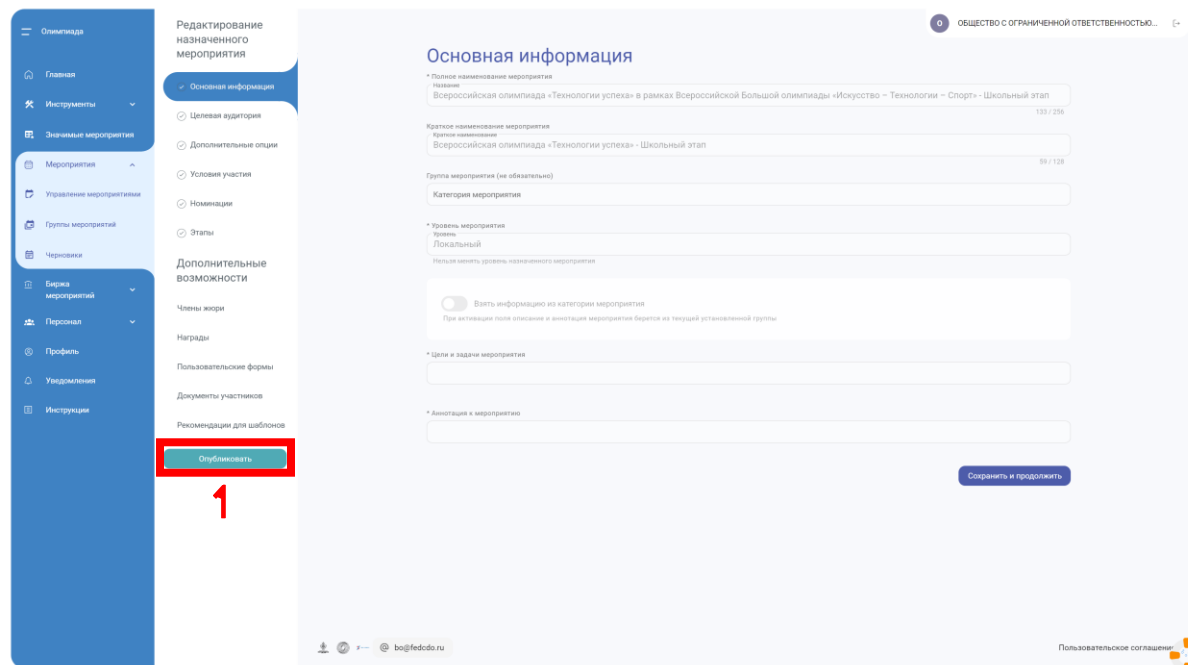 Олимпиада
Главная
Инструменты
Значимые мероприятия
Мероприятия
Управление мероприятиями
Группы мероприятий
Черновики
Биржа
мероприятий
Персонал
Профиль
Уведомления
Инструкции
Редактирование
назначенного
мероприятия
Основная информация
Целевая аудитория
Дополнительные опции
Условия участия
Номинации
Этапы
Дополнительные
возможности
Члены жюри
Награды
Пользовательские формы
Документы участников
Рекомендации для шаблонов
Опубликовать
1
О ОБЩЕСТВО С ОГРАНИЧЕННОЙ ОТВЕТСТВЕННОСТЬЮ...
Основная информация
* Полное наименование мероприятия
Название
Всероссийская олимпиада «Технологии успеха» в рамках Всероссийской Большой олимпиады «Искусство – Технологии – Спорт» - Школьный этап
133 / 256
Краткое наименование мероприятия
Краткое наименование
Всероссийская олимпиада «Технологии успеха» - Школьный этап
59 / 128
Группа мероприятия (не обязательно)
Категория мероприятия
* Уровень мероприятия
Уровень
Локальный
Нельзя менять уровень назначенного мероприятия
Взять информацию из категории мероприятия
При активации поля описание и аннотация мероприятия берется из текущей установленной группы
* Цели и задачи мероприятия
* Аннотация к мероприятию
Сохранить и продолжить
@ bo@fedcdo.ru
Пользовательское соглашение